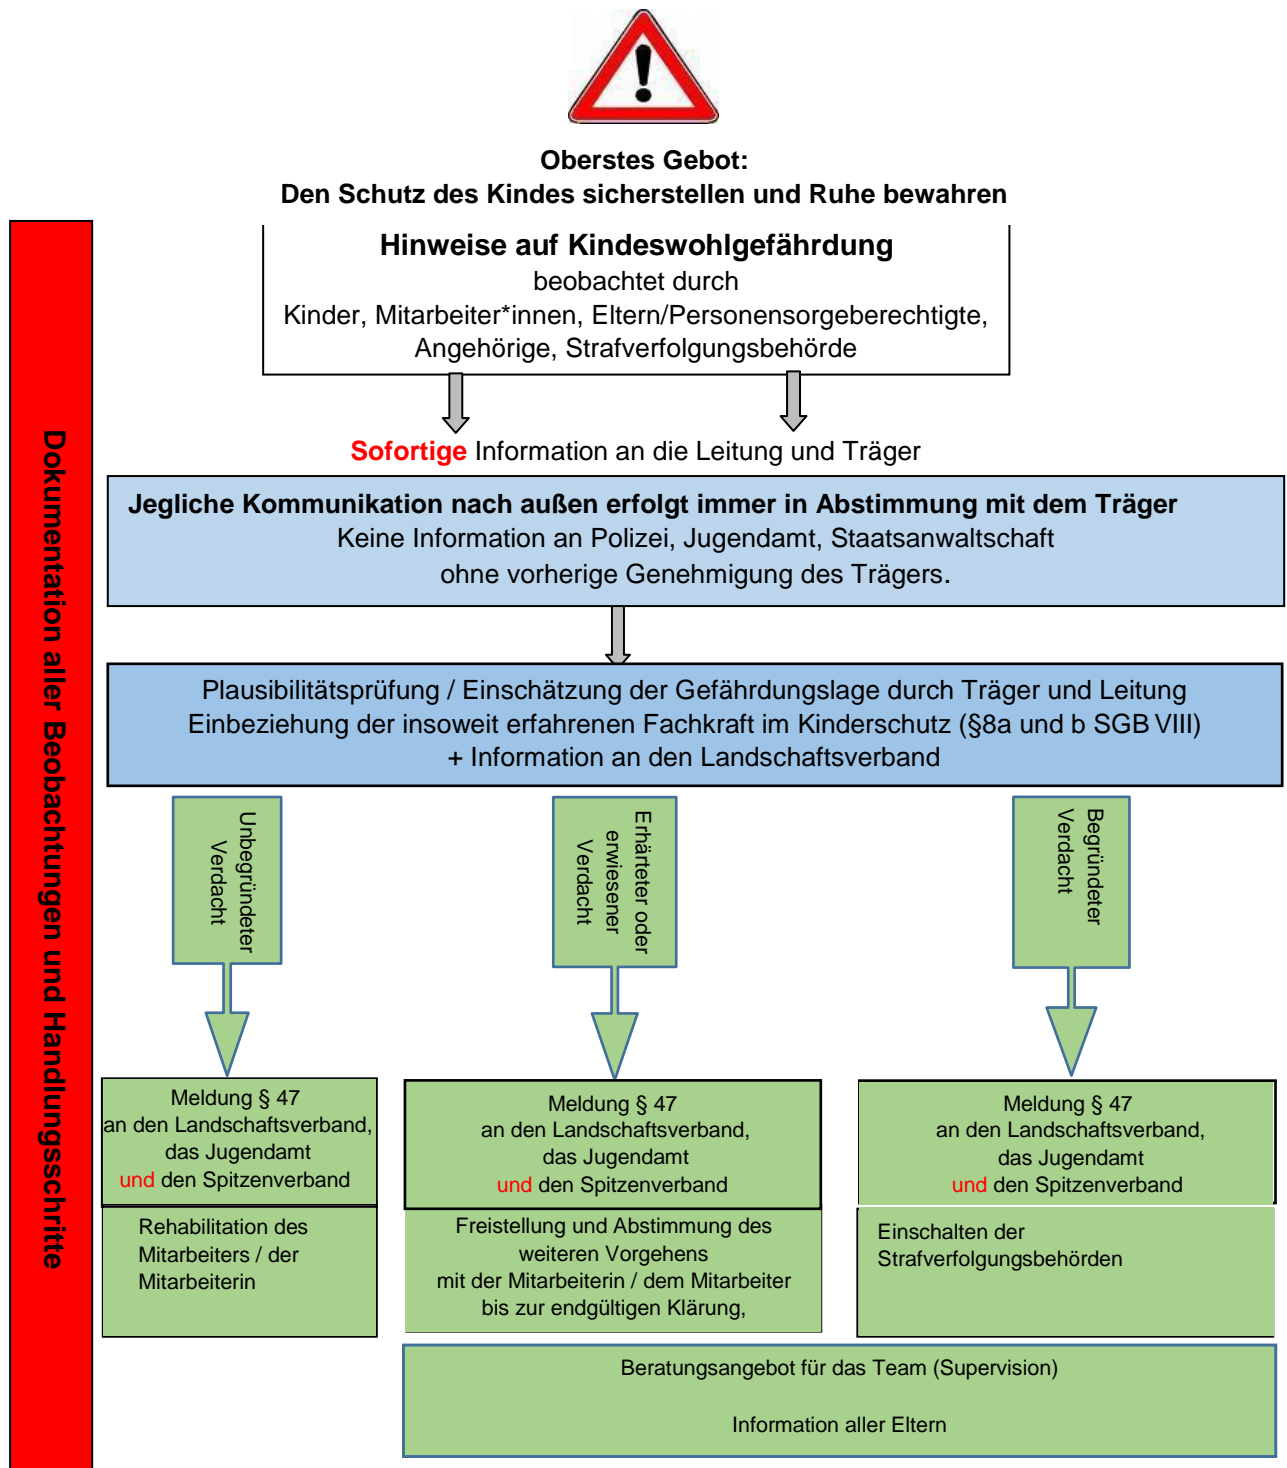 Oberstes Gebot:
Den Schutz des Kindes sicherstellen und Ruhe bewahren
Hinweise auf Kindeswohlgefährdung
beobachtet durch
Kinder, Mitarbeiter*innen, Eltern/Personensorgeberechtigte,
Angehörige, Strafverfolgungsbehörde
Sofortige Information an die Leitung und Träger
Dokumentation aller Beobachtungen und Handlungsschritte
Jegliche Kommunikation nach außen erfolgt immer in Abstimmung mit dem Träger
Keine Information an Polizei, Jugendamt, Staatsanwaltschaft
ohne vorherige Genehmigung des Trägers.
Plausibilitätsprüfung / Einschätzung der Gefährdungslage durch Träger und Leitung
Einbeziehung der insoweit erfahrenen Fachkraft im Kinderschutz (§8a und b SGB VIII)
+ Information an den Landschaftsverband
Unbegründeter
Verdacht
Erhärteter oder
erwiesener
Verdacht
Begründeter
Verdacht
Meldung § 47
an den Landschaftsverband,
das Jugendamt
und den Spitzenverband
Rehabilitation des
Mitarbeiters / der
Mitarbeiterin
Meldung § 47
an den Landschaftsverband,
das Jugendamt
und den Spitzenverband
Freistellung und Abstimmung des
weiteren Vorgehens
mit der Mitarbeiterin / dem Mitarbeiter
bis zur endgültigen Klärung,
Meldung § 47
an den Landschaftsverband,
das Jugendamt
und den Spitzenverband
Einschalten der
Strafverfolgungsbehörden
Beratungsangebot für das Team (Supervision)
Information aller Eltern